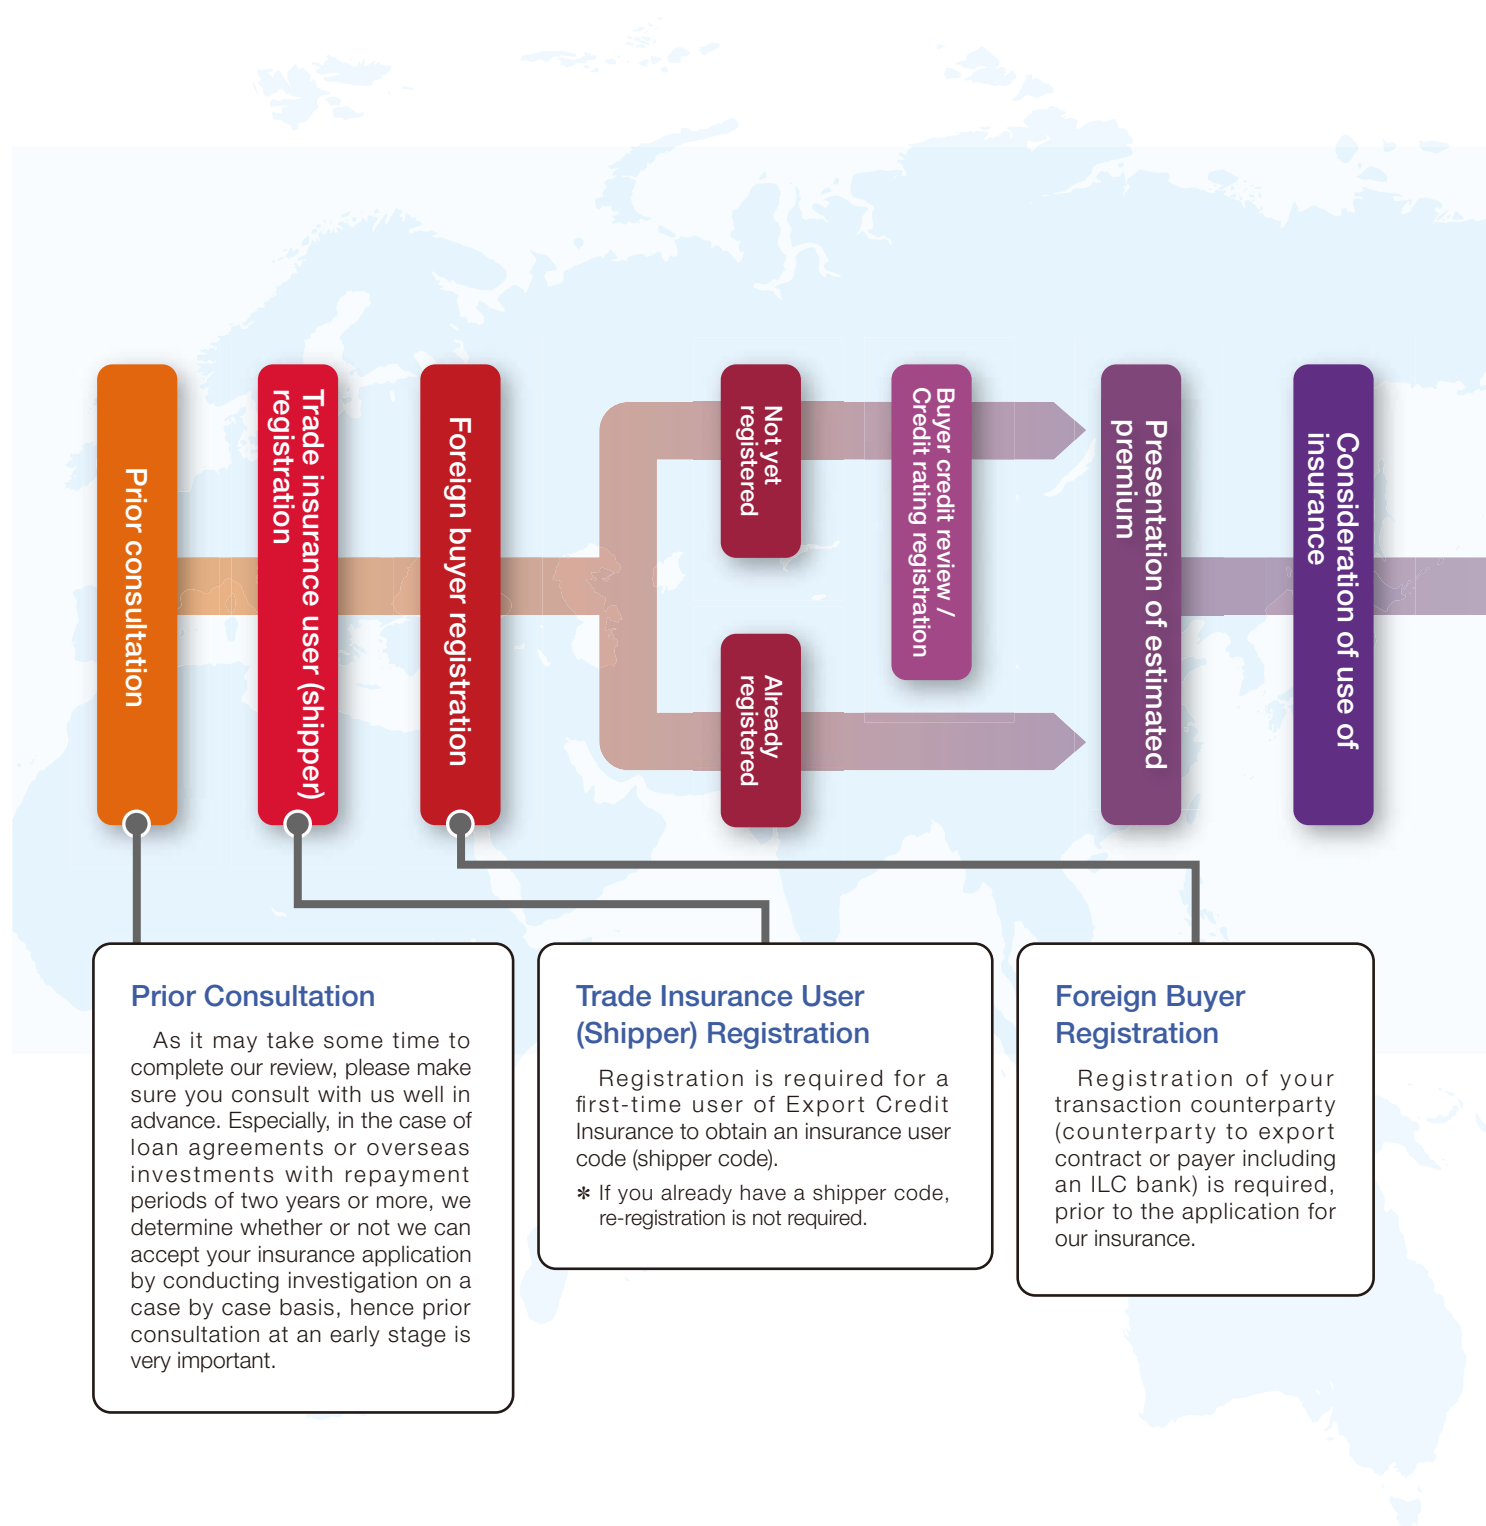 Prior consultation
Trade insurance user (shipper)
registration
Foreign buyer registration
Not yet
registered
Already
registered
Buyer credit review /
Credit rating registration
Presentation of estimated
premium
Consideration of use of
insurance
Prior Consultation
As it may take some time to
complete our review, please make
sure you consult with us well in
advance. Especially, in the case of
loan agreements or overseas
investments with repayment
periods of two years or more, we
determine whether or not we can
accept your insurance application
by conducting investigation on a
case by case basis, hence prior
consultation at an early stage is
very important.
Trade Insurance User
(Shipper) Registration
Registration is required for a
first-time user of Export Credit
Insurance to obtain an insurance user
code (shipper code).
* If you already have a shipper code,
re-registration is not required.
Foreign Buyer
Registration
Registration of your
transaction counterparty
(counterparty to export
contract or payer including
an ILC bank) is required,
prior to the application for
our insurance.